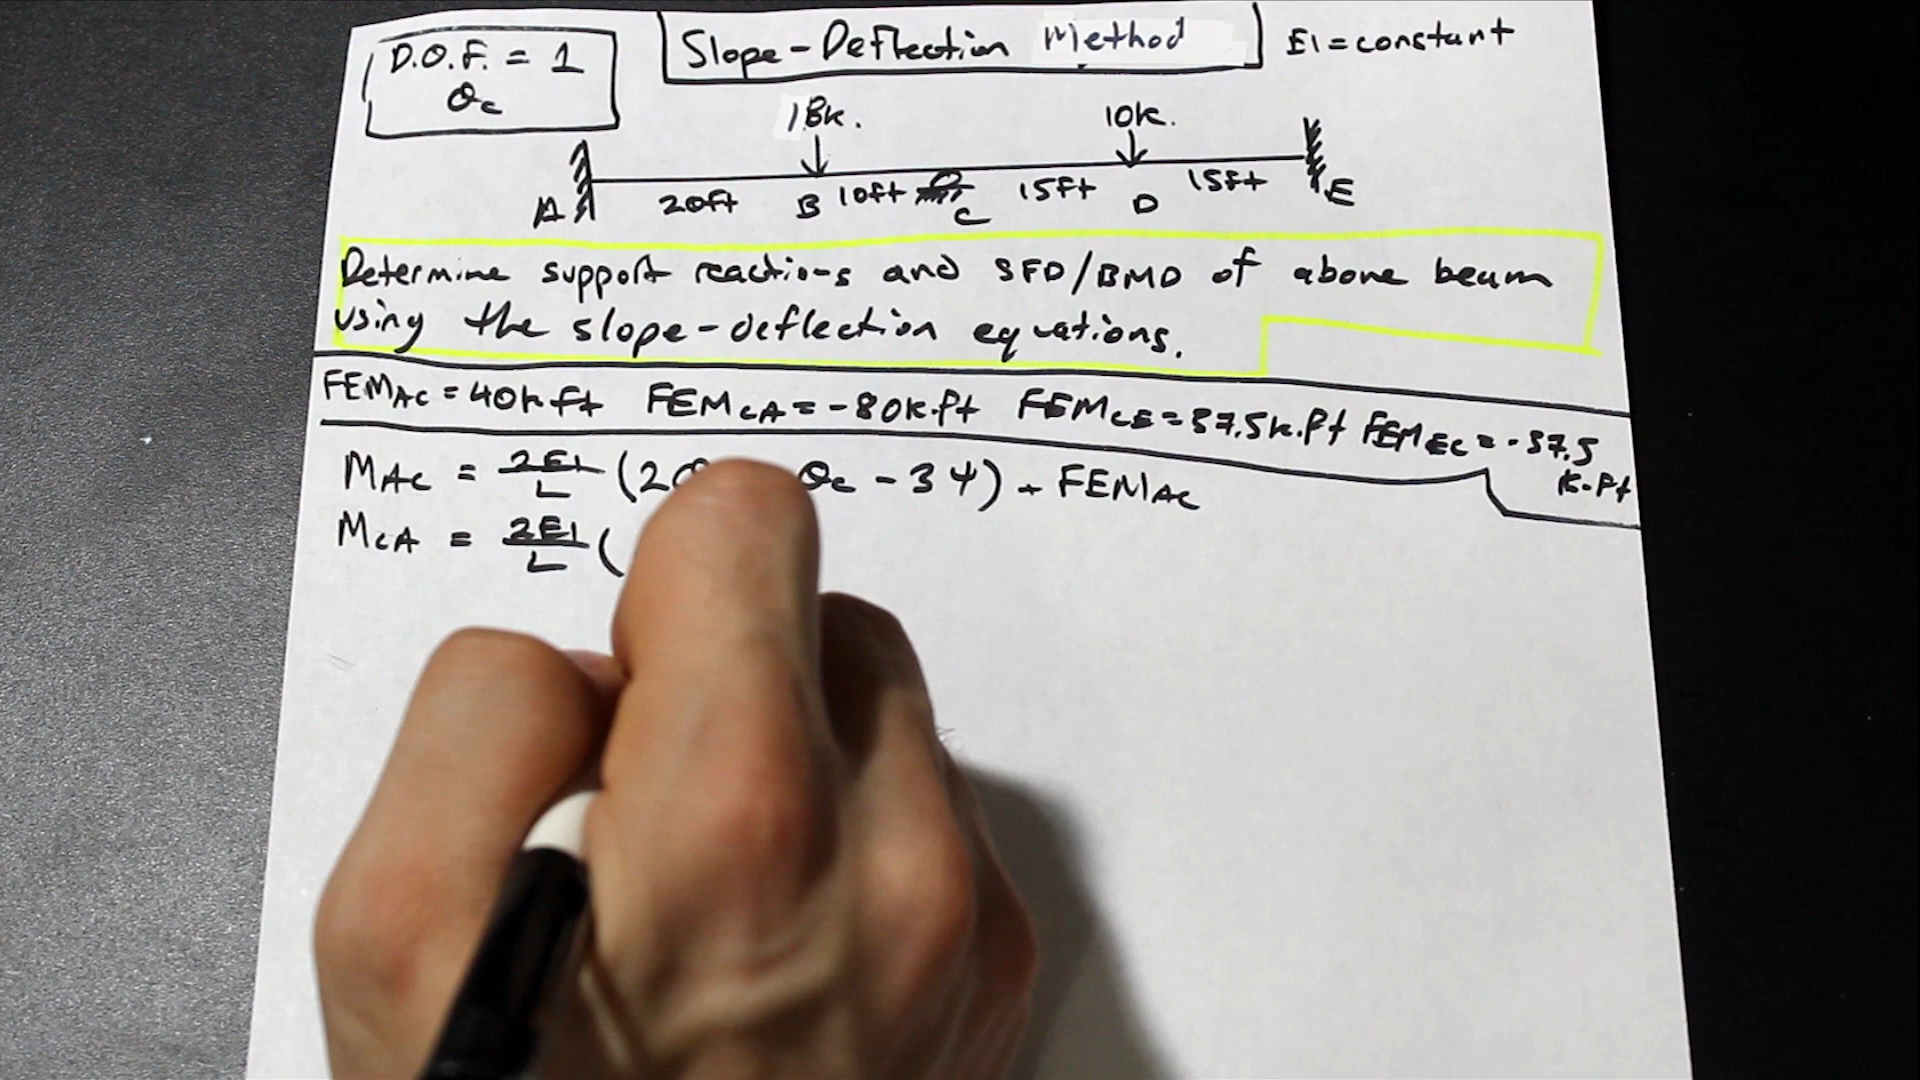 D.O.F. = 1
θc
Slope-Deflection Method
EI = constant
18k.
10k.
A 20ft B 10ft C 15ft D 15ft E
Determine support reactions and SFD/BMD of above beam
using the slope-deflection equations.
FEMAC = 40k.ft FEMCA = -80k.ft FEMCE = 37.5k.ft FEMEC = -37.5
k.ft
MAC = 2EI/L (2θ θc - 3ψ) + FEMAC
MCA = 2EI/L (